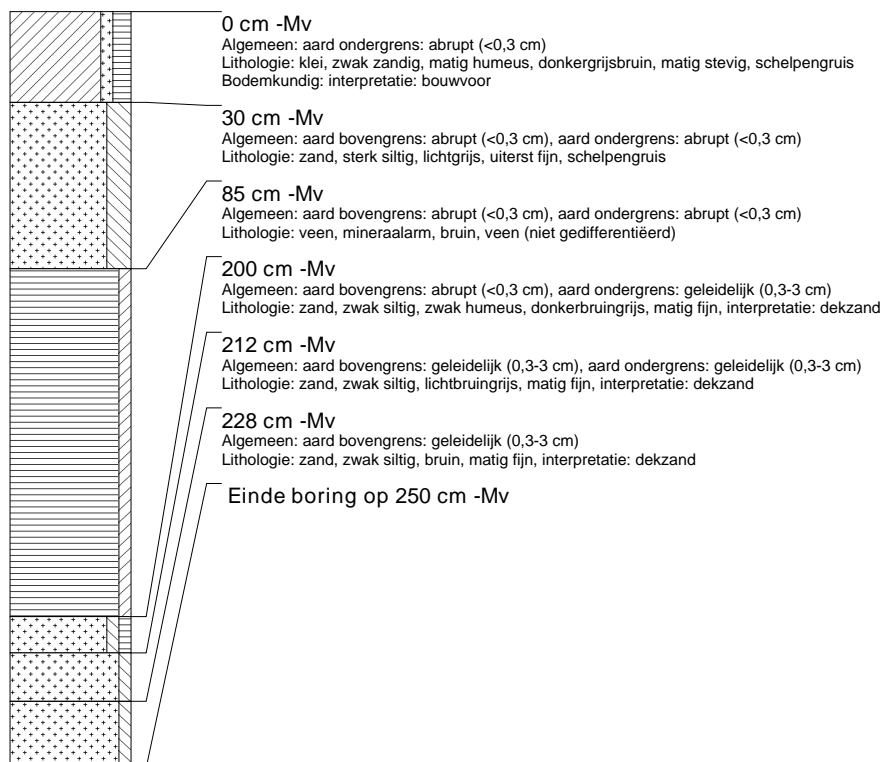 0 cm -Mv
Algemeen: aard ondergrens: abrupt (<0,3 cm)
Lithologie: klei, zwak zandig, matig humeus, donkergrijsbruin, matig stevig, schelpengruis
Bodemkundig: interpretatie: bouwvoor
30 cm -Mv
Algemeen: aard bovengrens: abrupt (<0,3 cm), aard ondergrens: abrupt (<0,3 cm)
Lithologie: zand, sterk siltig, lichtgrijs, uiterst fijn, schelpengruis
85 cm -Mv
Algemeen: aard bovengrens: abrupt (<0,3 cm), aard ondergrens: abrupt (<0,3 cm)
Lithologie: veen, mineraalarm, bruin, veen (niet gedifferentiëerd)
200 cm -Mv
Algemeen: aard bovengrens: abrupt (<0,3 cm), aard ondergrens: geleidelijk (0,3-3 cm)
Lithologie: zand, zwak siltig, zwak humeus, donkerbruingrijs, matig fijn, interpretatie: dekzand
212 cm -Mv
Algemeen: aard bovengrens: geleidelijk (0,3-3 cm), aard ondergrens: geleidelijk (0,3-3 cm)
Lithologie: zand, zwak siltig, lichtbruingrijs, matig fijn, interpretatie: dekzand
228 cm -Mv
Algemeen: aard bovengrens: geleidelijk (0,3-3 cm)
Lithologie: zand, zwak siltig, bruin, matig fijn, interpretatie: dekzand
Einde boring op 250 cm -Mv